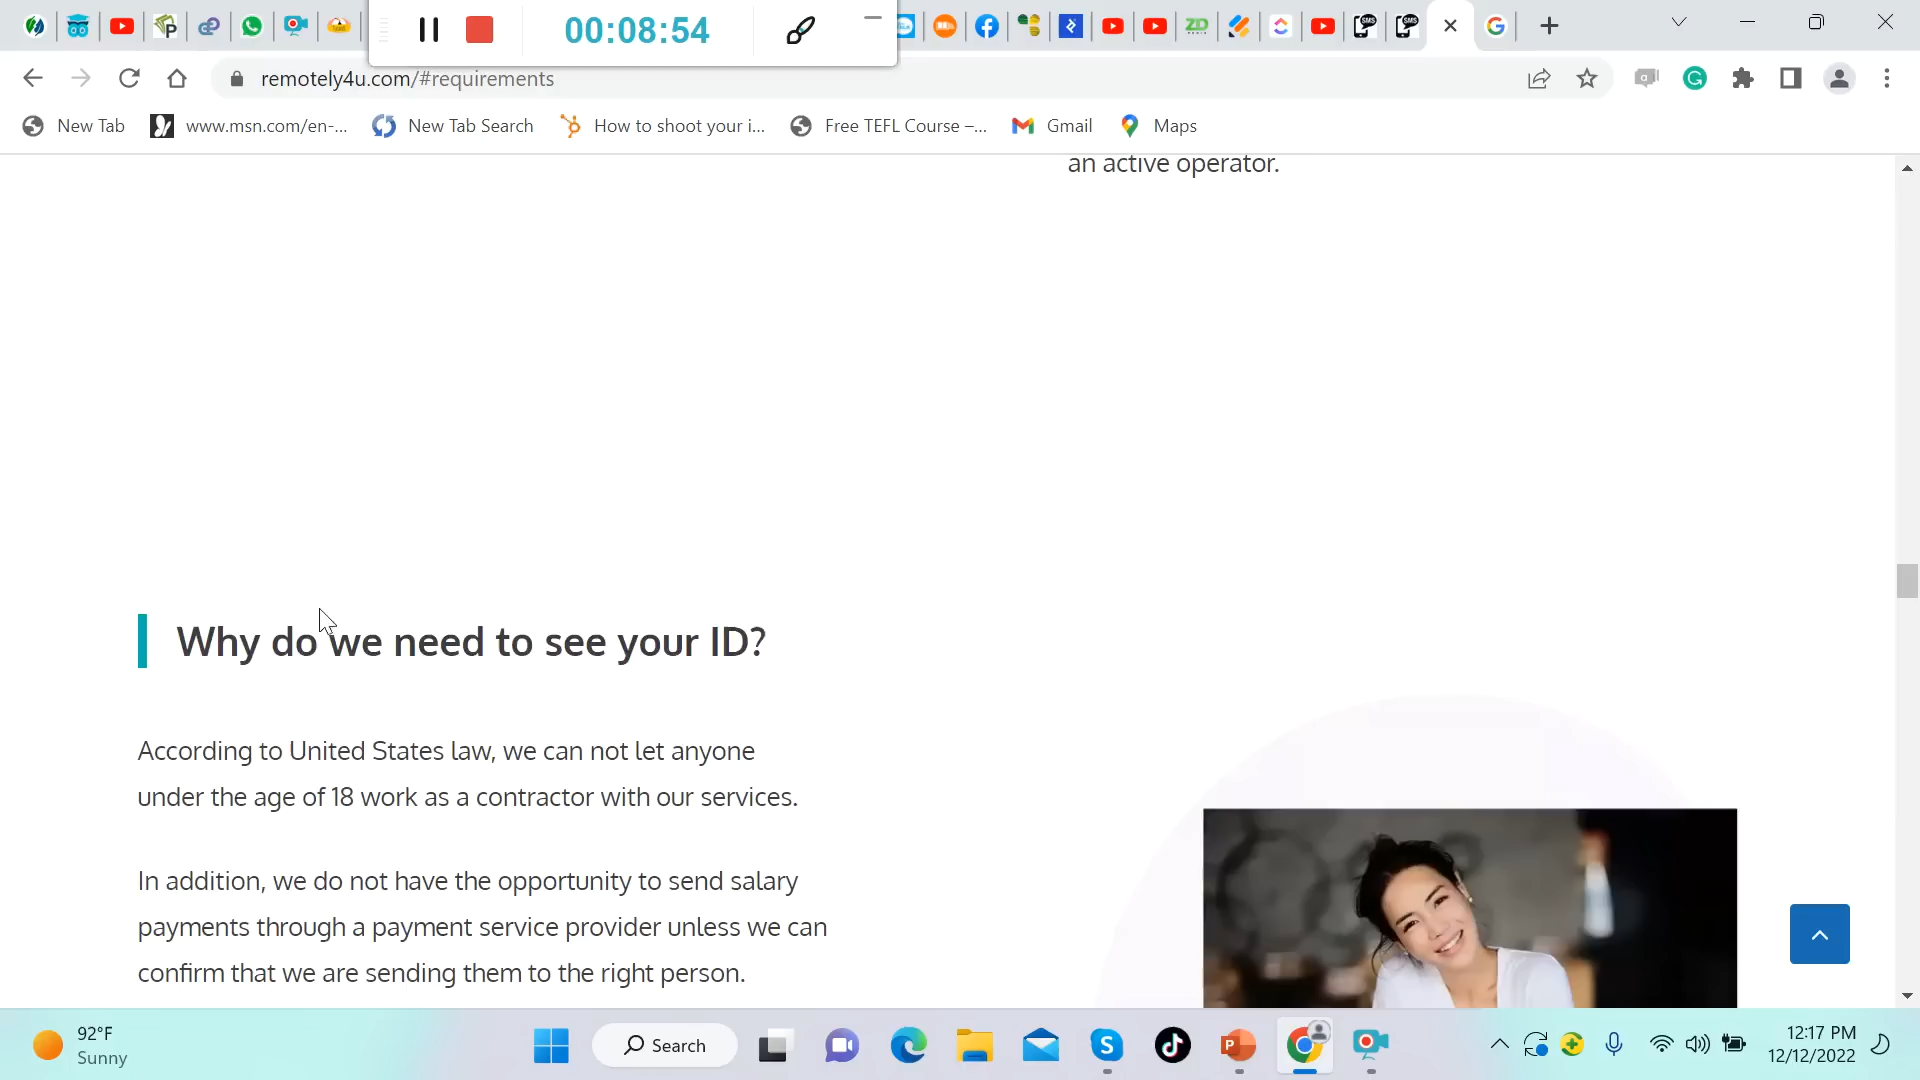 00:08:54
remotely4u.com/#requirements
New Tab
www.msn.com/en-...
New Tab Search
How to shoot your i...
Free TEFL Course –...
Gmail
Maps
an active operator.
Why do we need to see your ID?
According to United States law, we can not let anyone
under the age of 18 work as a contractor with our services.
In addition, we do not have the opportunity to send salary
payments through a payment service provider unless we can
confirm that we are sending them to the right person.
92°F
Sunny
Search
12:17 PM
12/12/2022